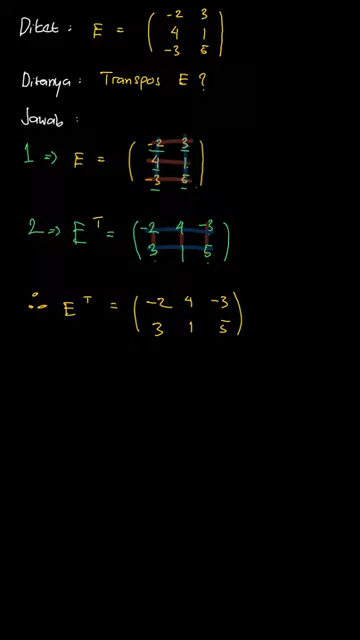 Diket : E = ( -2 3
4 1
-3 5 )
Ditanya : Transpos E ?
Jawab :
1 => E = ( -2 3
4 1
-3 5 )
2 => E^T = ( -2 4 -3
3 1 5 )
∴ E^T = ( -2 4 -3
3 1 5 )